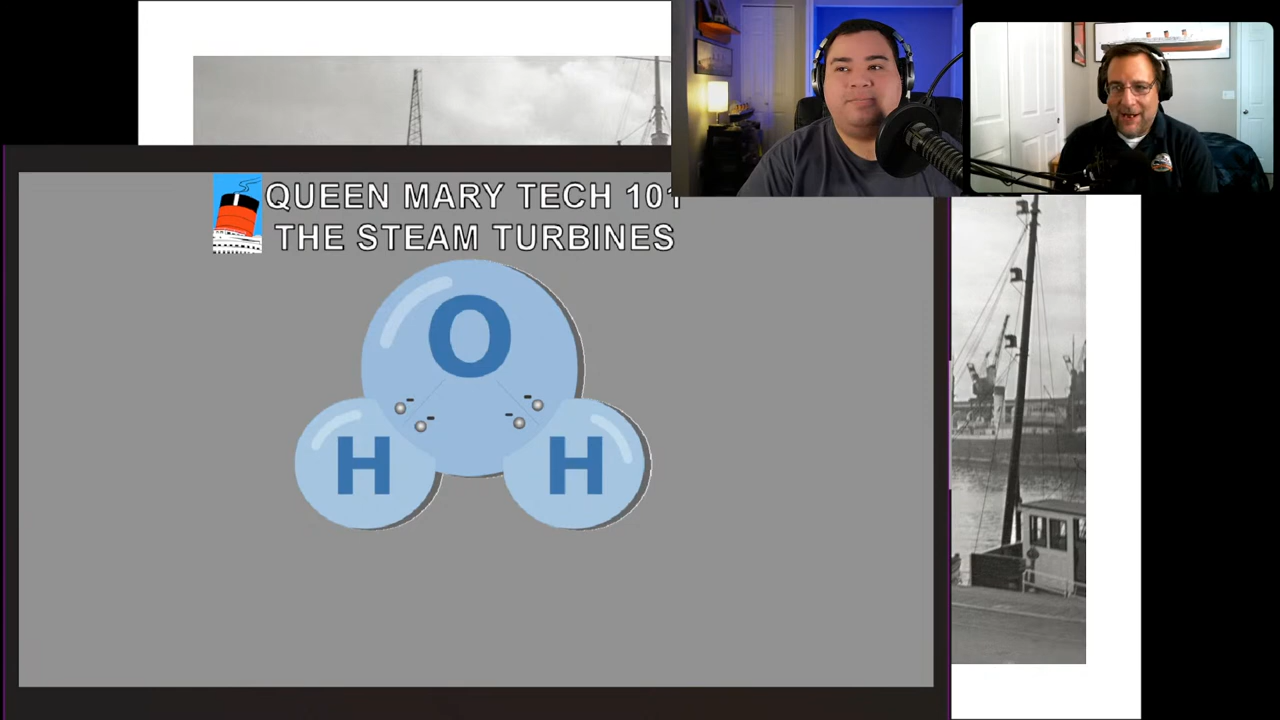 QUEEN MARY TECH 101
THE STEAM TURBINES
O
H H